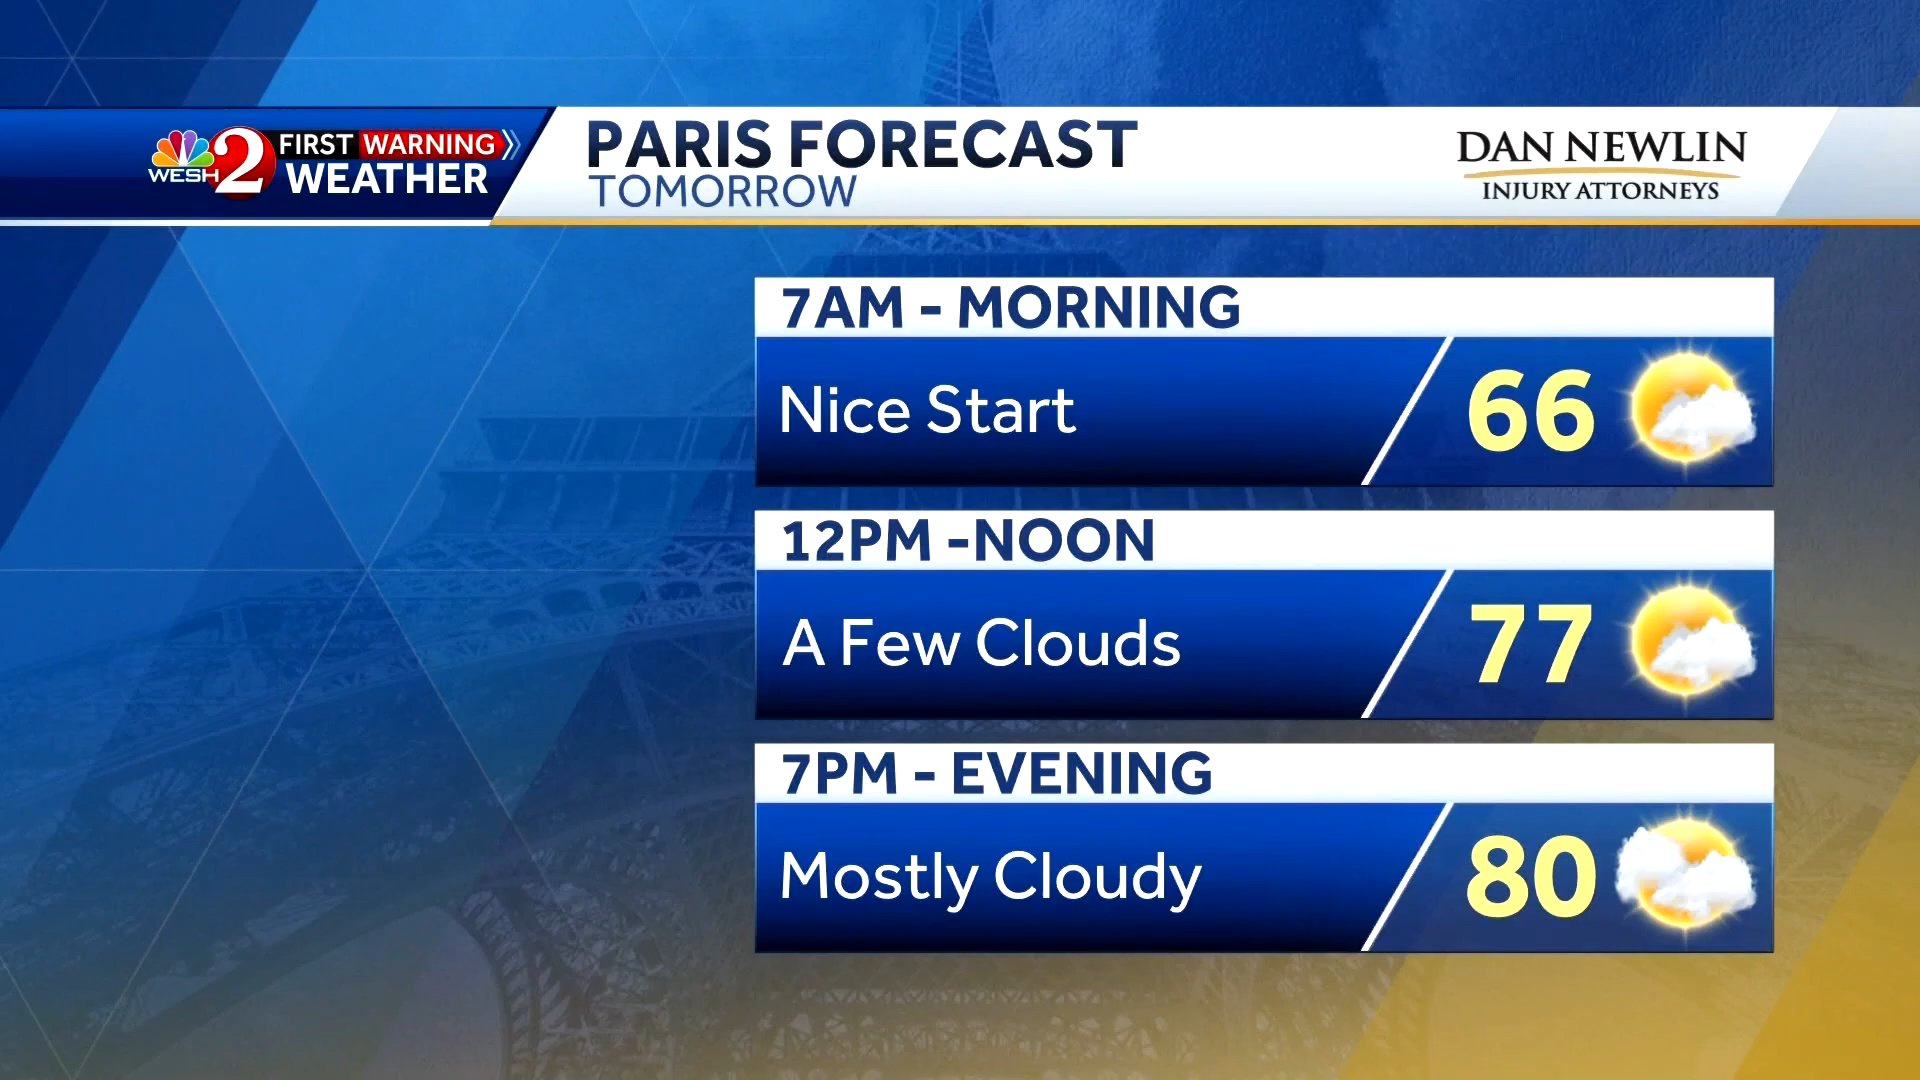 WESH 2 FIRST WARNING
WEATHER
PARIS FORECAST
TOMORROW
DAN NEWLIN
INJURY ATTORNEYS
7AM - MORNING
Nice Start 66
12PM -NOON
A Few Clouds 77
7PM - EVENING
Mostly Cloudy 80